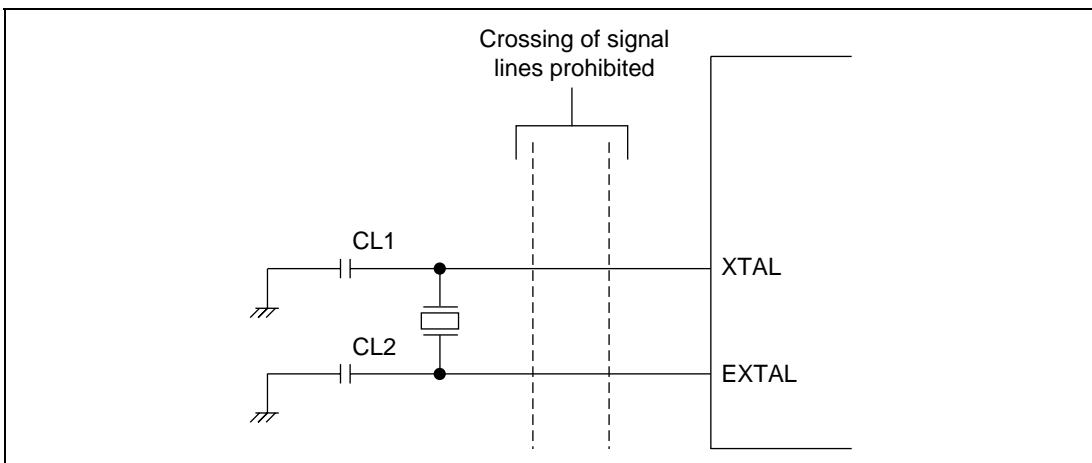 Crossing of signal
lines prohibited
CL1
XTAL
CL2
EXTAL